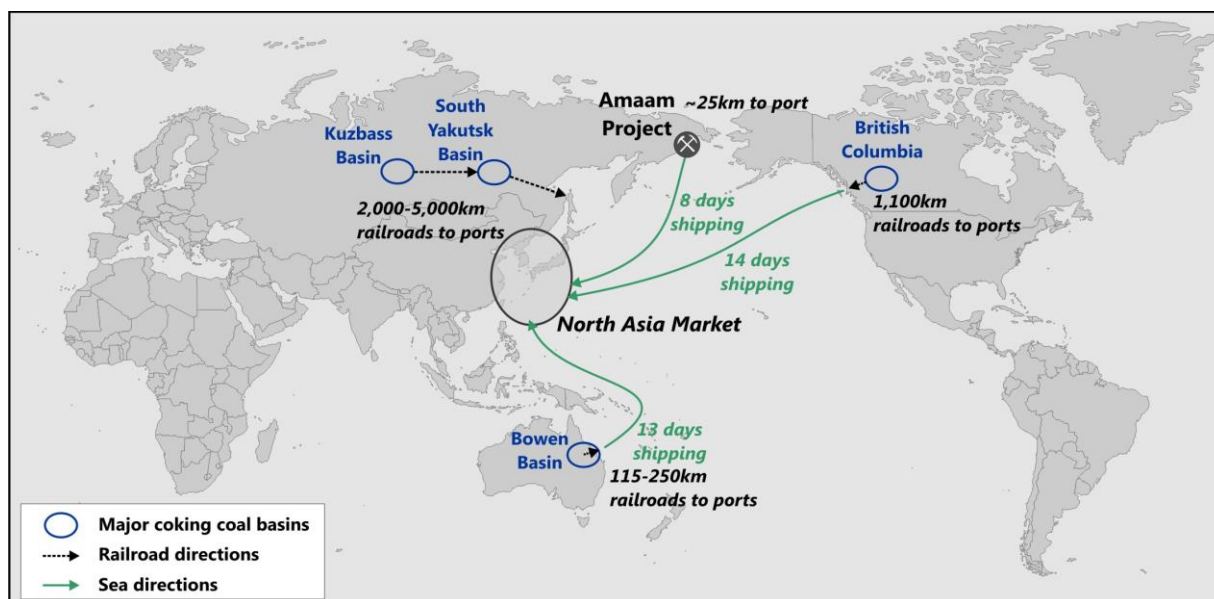 Amaam
Project
~25km to port
South
Yakutsk
Basin
Kuzbass
Basin
British
Columbia
2,000-5,000km
railroads to ports
8 days
shipping
1,100km
railroads to ports
14 days
shipping
North Asia Market
Bowen
Basin
13 days
shipping
115-250km
railroads to ports
Major coking coal basins
Railroad directions
Sea directions